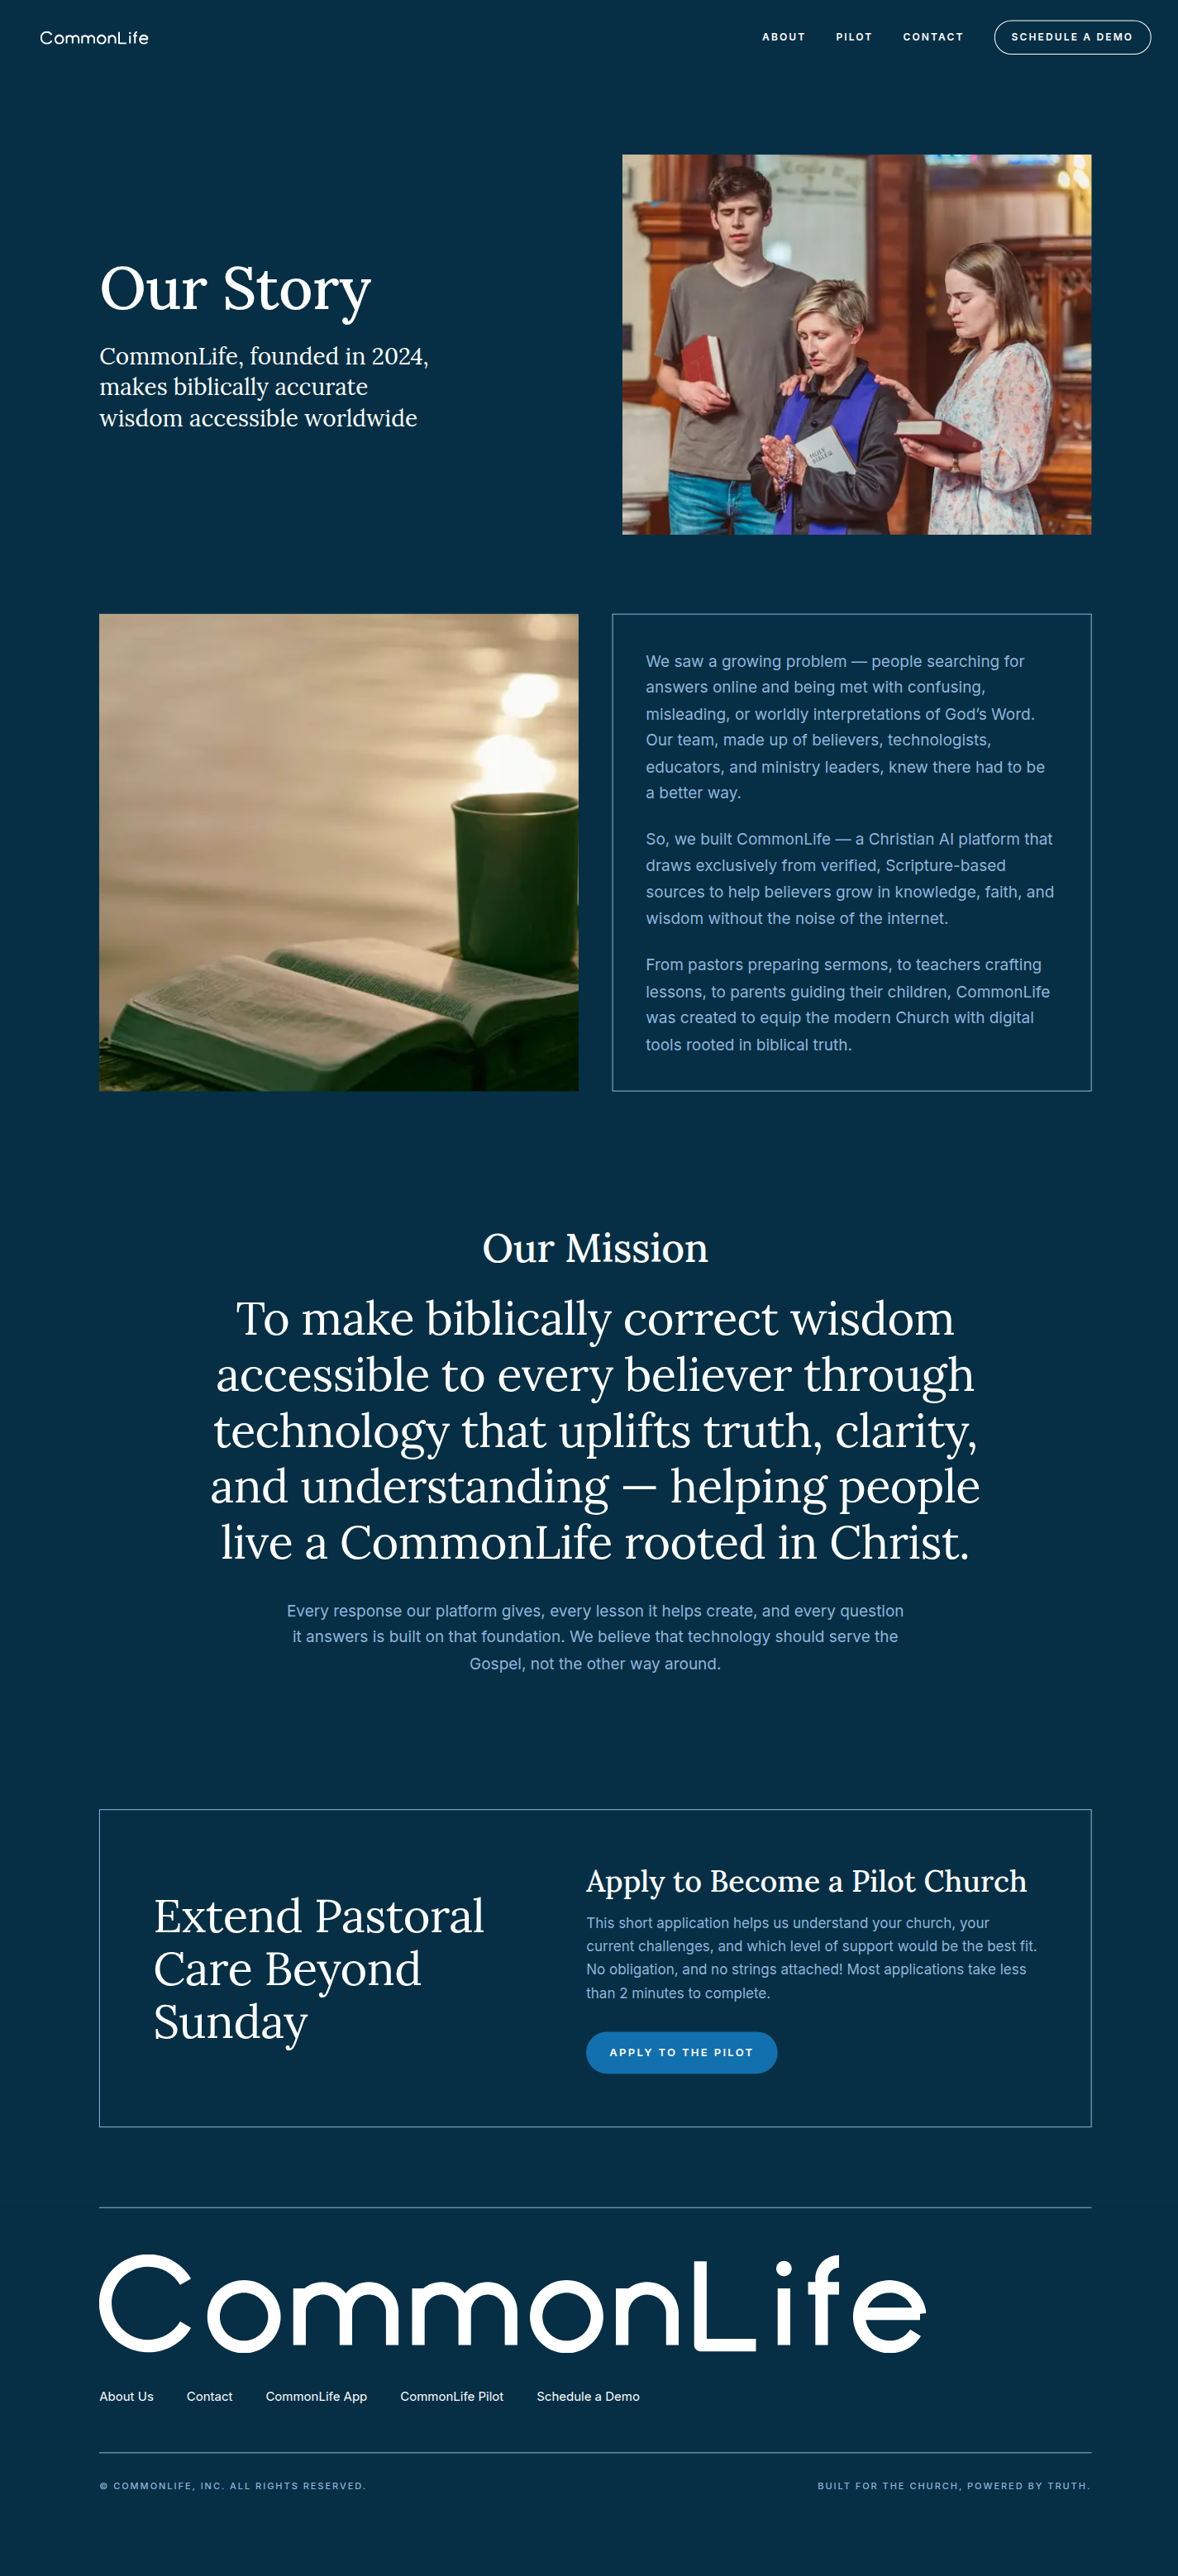 CommonLife
ABOUT
PILOT
CONTACT
SCHEDULE A DEMO
HOLY
BIBLE
Our Story
CommonLife, founded in 2024,
makes biblically accurate
wisdom accessible worldwide
We saw a growing problem — people searching for
answers online and being met with confusing,
misleading, or worldly interpretations of God’s Word.
Our team, made up of believers, technologists,
educators, and ministry leaders, knew there had to be
a better way.
So, we built CommonLife — a Christian AI platform that
draws exclusively from verified, Scripture-based
sources to help believers grow in knowledge, faith, and
wisdom without the noise of the internet.
From pastors preparing sermons, to teachers crafting
lessons, to parents guiding their children, CommonLife
was created to equip the modern Church with digital
tools rooted in biblical truth.
Our Mission
To make biblically correct wisdom
accessible to every believer through
technology that uplifts truth, clarity,
and understanding — helping people
live a CommonLife rooted in Christ.
Every response our platform gives, every lesson it helps create, and every question
it answers is built on that foundation. We believe that technology should serve the
Gospel, not the other way around.
Extend Pastoral
Care Beyond
Sunday
Apply to Become a Pilot Church
This short application helps us understand your church, your
current challenges, and which level of support would be the best fit.
No obligation, and no strings attached! Most applications take less
than 2 minutes to complete.
APPLY TO THE PILOT
CommonLife
About Us
Contact
CommonLife App
CommonLife Pilot
Schedule a Demo
© COMMONLIFE, INC. ALL RIGHTS RESERVED.
BUILT FOR THE CHURCH, POWERED BY TRUTH.